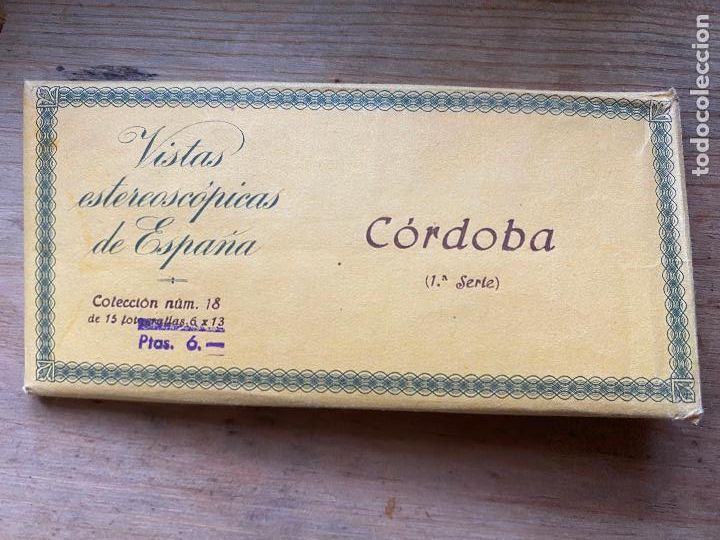 Vistas
estereoscópicas
de España
Colección núm. 18
de 15 fotografías 6 x 13
Ptas. 6.—
Córdoba
(1.ª Serie)
todocoleccion